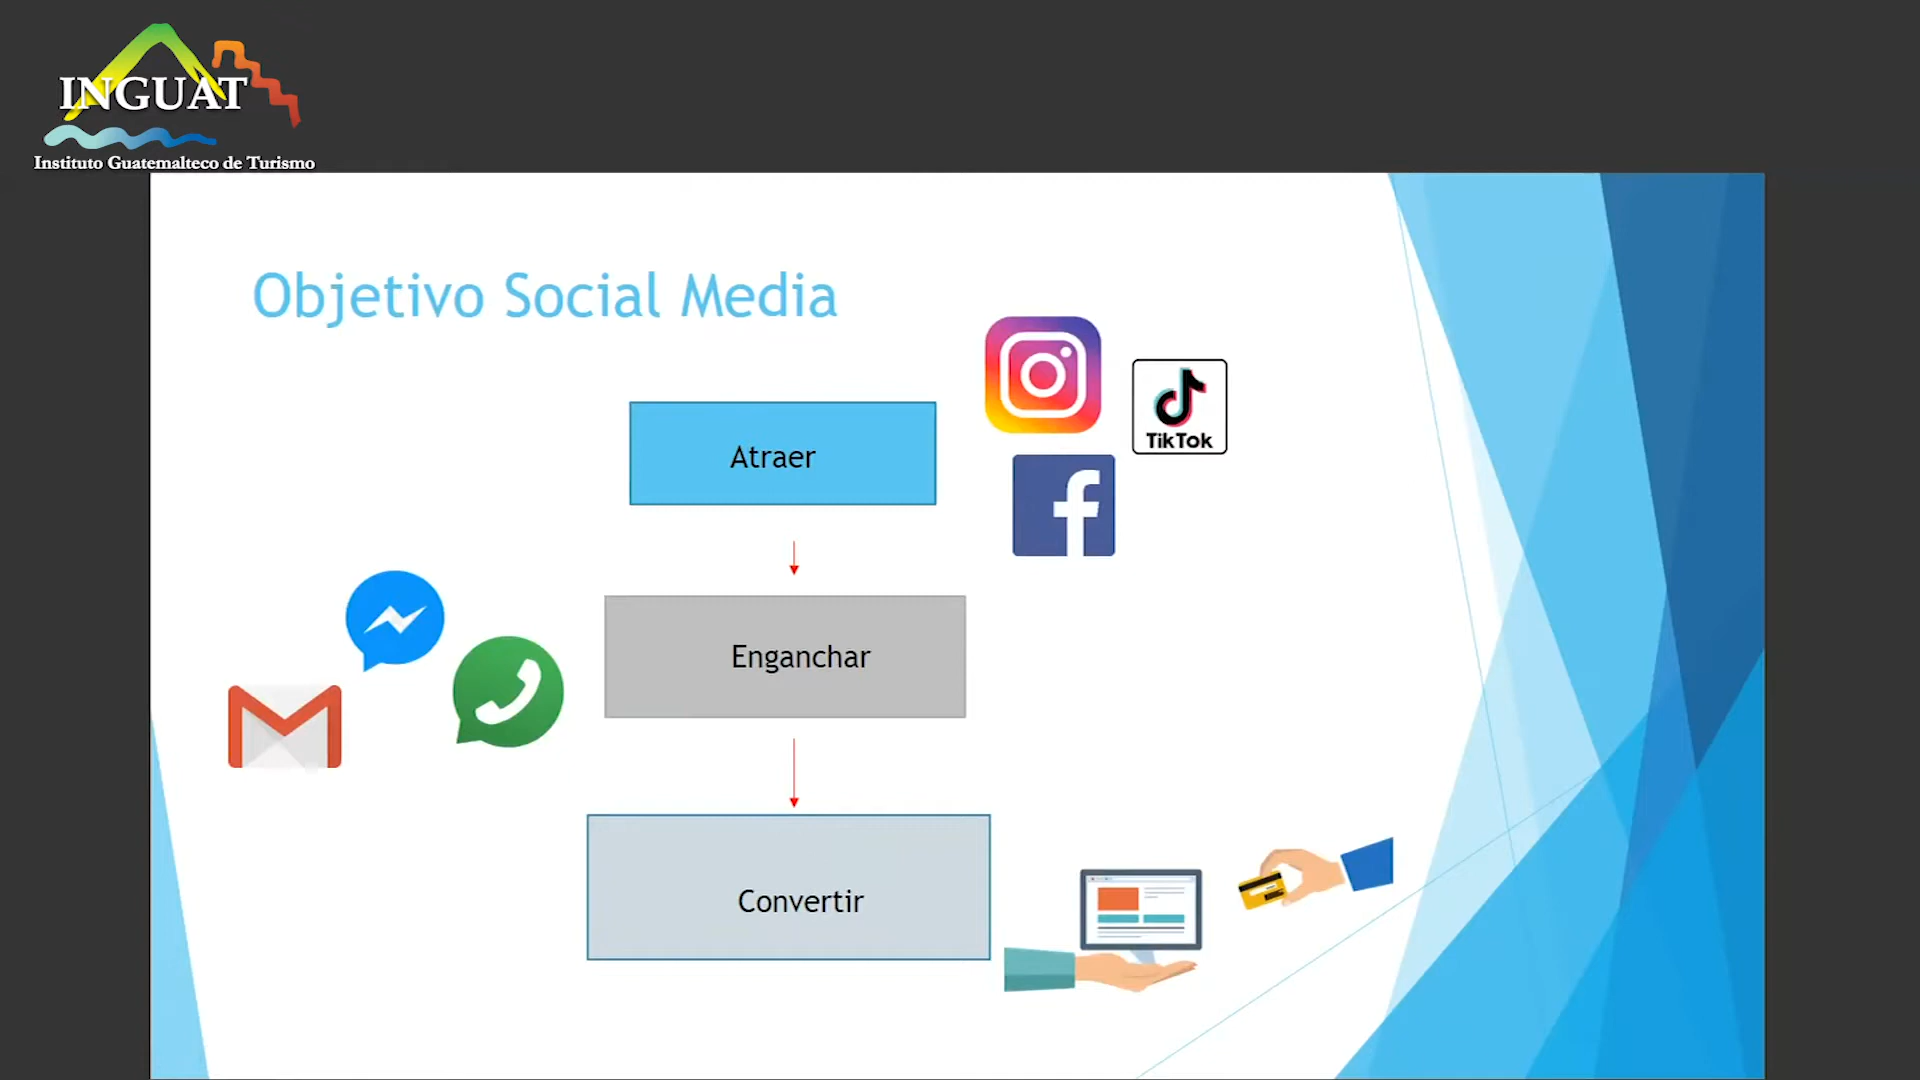 INGUAT
Instituto Guatemalteco de Turismo
Objetivo Social Media
Atraer
TikTok
Enganchar
Convertir